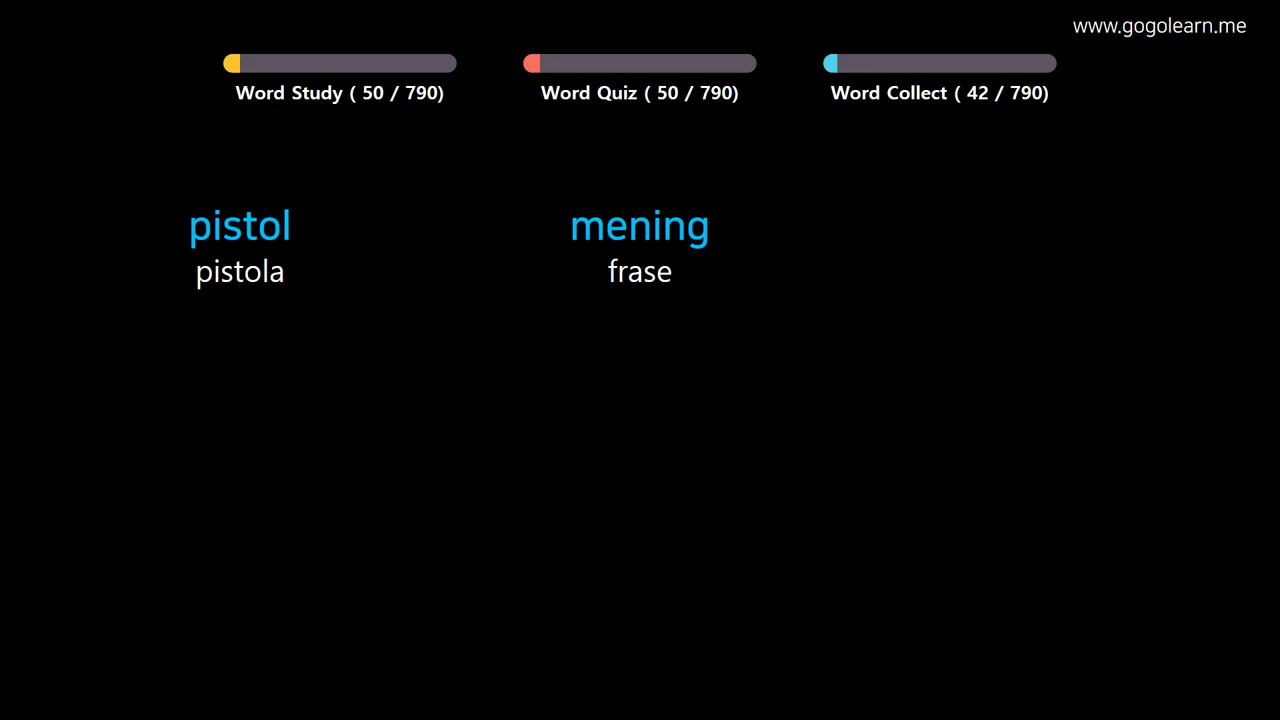 www.gogolearn.me
Word Study ( 50 / 790)
Word Quiz ( 50 / 790)
Word Collect ( 42 / 790)
pistol
pistola
mening
frase